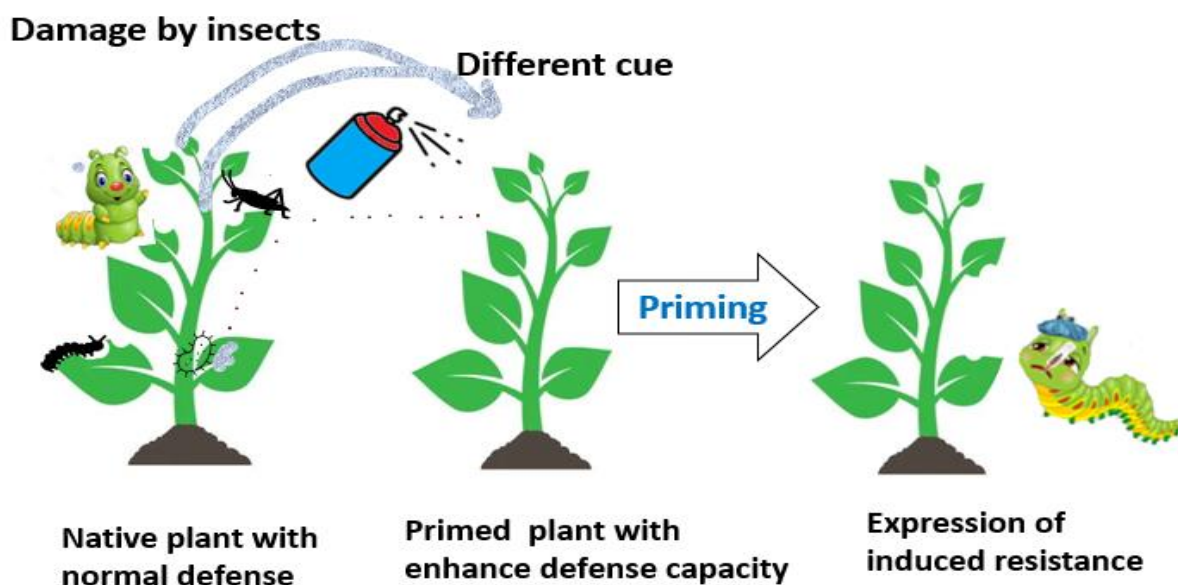 Damage by insects
Different cue
Priming
Native plant with
normal defense
Primed plant with
enhance defense capacity
Expression of
induced resistance